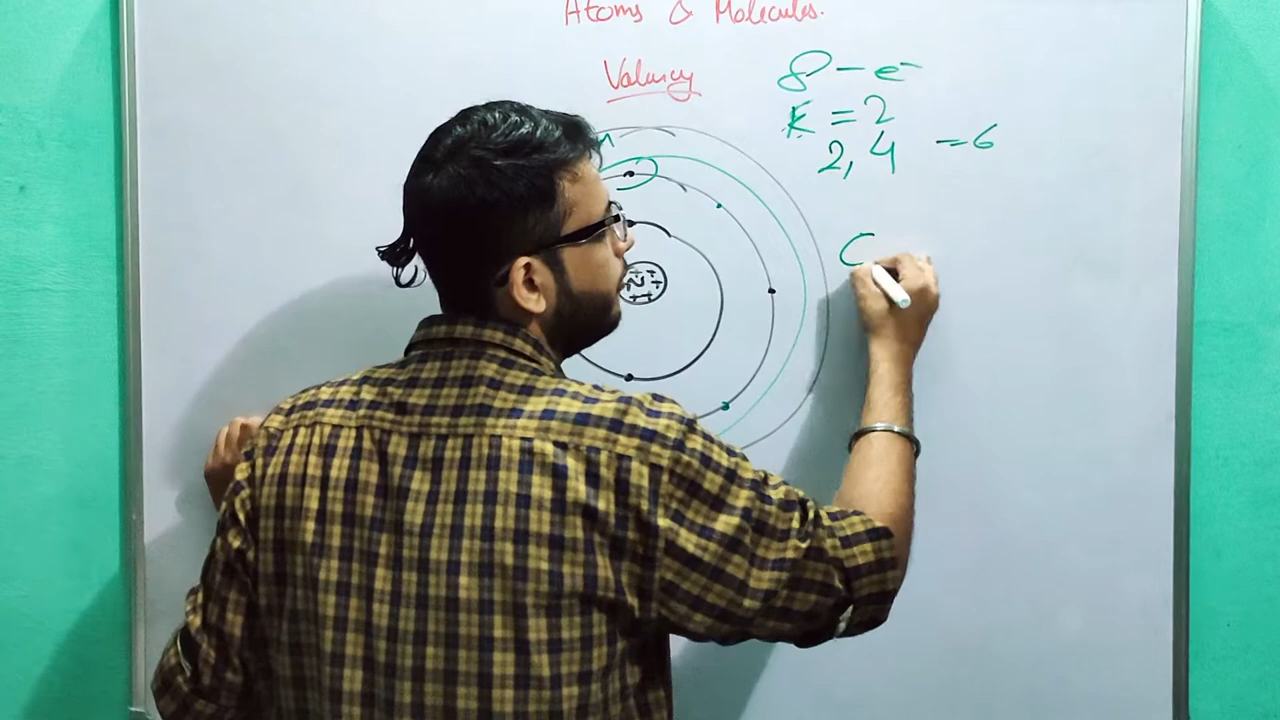 Atoms & Molecules.
Valency
8 - e⁻
K = 2
2, 4 = 6
C